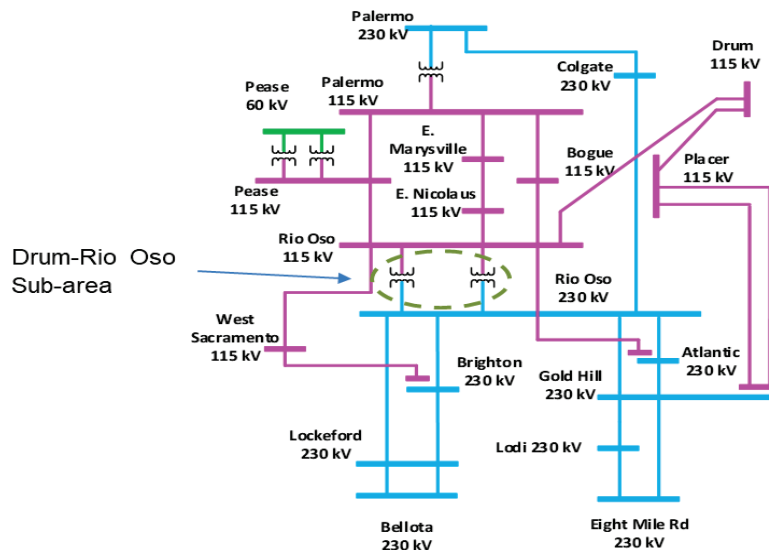 Palermo
230 kV
Drum
115 kV
Colgate
230 kV
Pease
60 kV
Palermo
115 kV
E.
Marysville
115 kV
Bogue
115 kV
Placer
115 kV
Pease
115 kV
E. Nicolaus
115 kV
Rio Oso
115 kV
Drum-Rio Oso
Sub-area
Rio Oso
230 kV
West
Sacramento
115 kV
Brighton
230 kV
Atlantic
230 kV
Gold Hill
230 kV
Lockeford
230 kV
Lodi 230 kV
Bellota
230 kV
Eight Mile Rd
230 kV